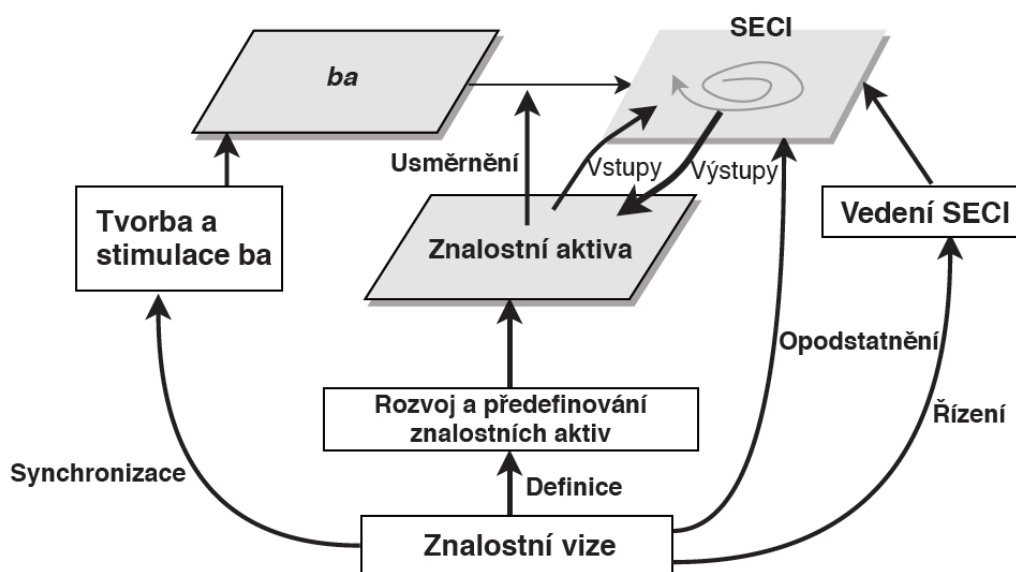 SECI
ba
Usměrnění
Vstupy
Výstupy
Tvorba a
stimulace ba
Znalostní aktiva
Vedení SECI
Opodstatnění
Rozvoj a předefinování
znalostních aktiv
Řízení
Synchronizace
Definice
Znalostní vize